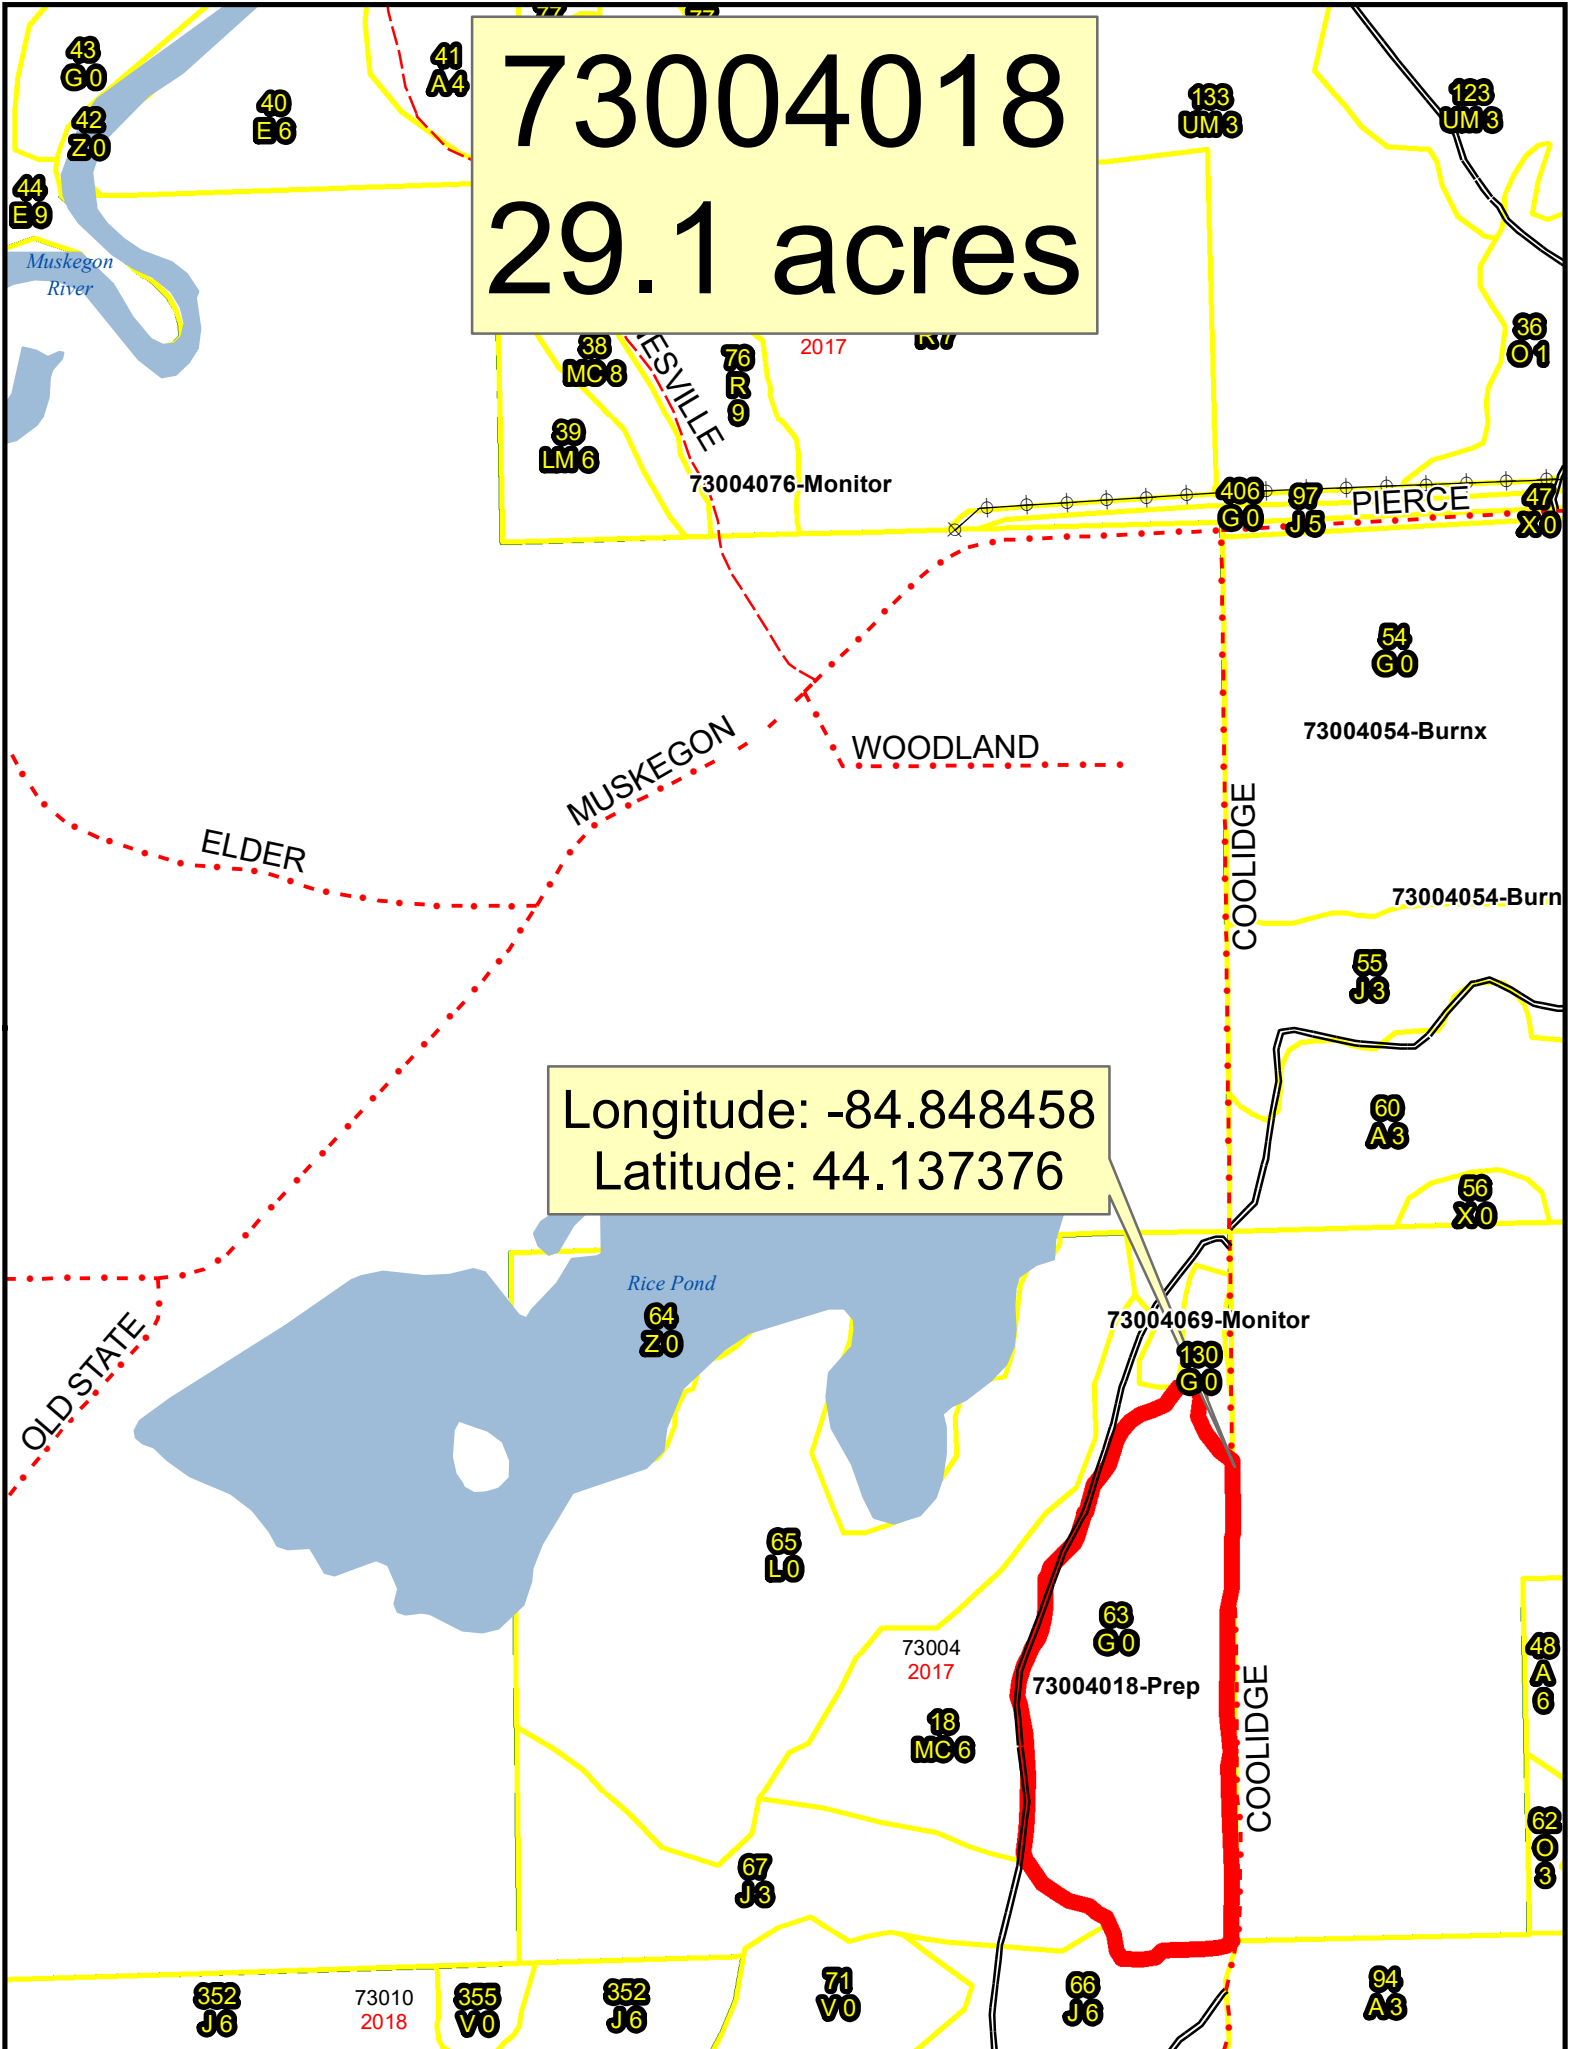 73004018
29.1 acres
43
G 0
42
Z 0
44
E 9
40
E 6
41
A 4
133
UM 3
123
UM 3
36
O 1
Muskegon
River
38
MC 8
39
LM 6
76
R
9
2017
R 7
73004076-Monitor
406
G 0
97
J 5
PIERCE
47
X 0
54
G 0
73004054-Burnx
MUSKEGON
WOODLAND
ELDER
COOLIDGE
73004054-Burn
55
J 3
60
A 3
56
X 0
Longitude: -84.848458
Latitude: 44.137376
Rice Pond
64
Z 0
OLD STATE
73004069-Monitor
130
G 0
65
L 0
63
G 0
73004
2017
73004018-Prep
18
MC 6
COOLIDGE
48
A
6
62
O
3
67
J 3
352
J 6
73010
2018
355
V 0
352
J 6
71
V 0
66
J 6
94
A 3